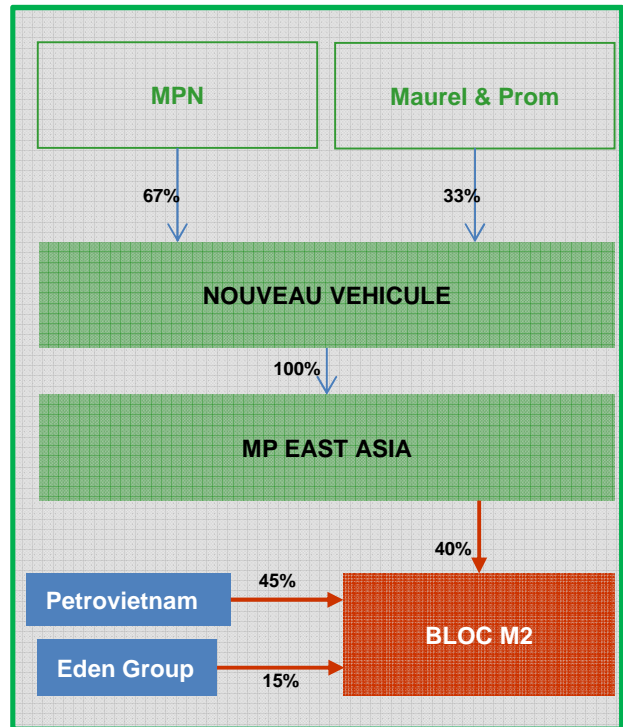 MPN
Maurel & Prom
67%
33%
NOUVEAU VEHICULE
100%
MP EAST ASIA
40%
Petrovietnam
45%
BLOC M2
Eden Group
15%